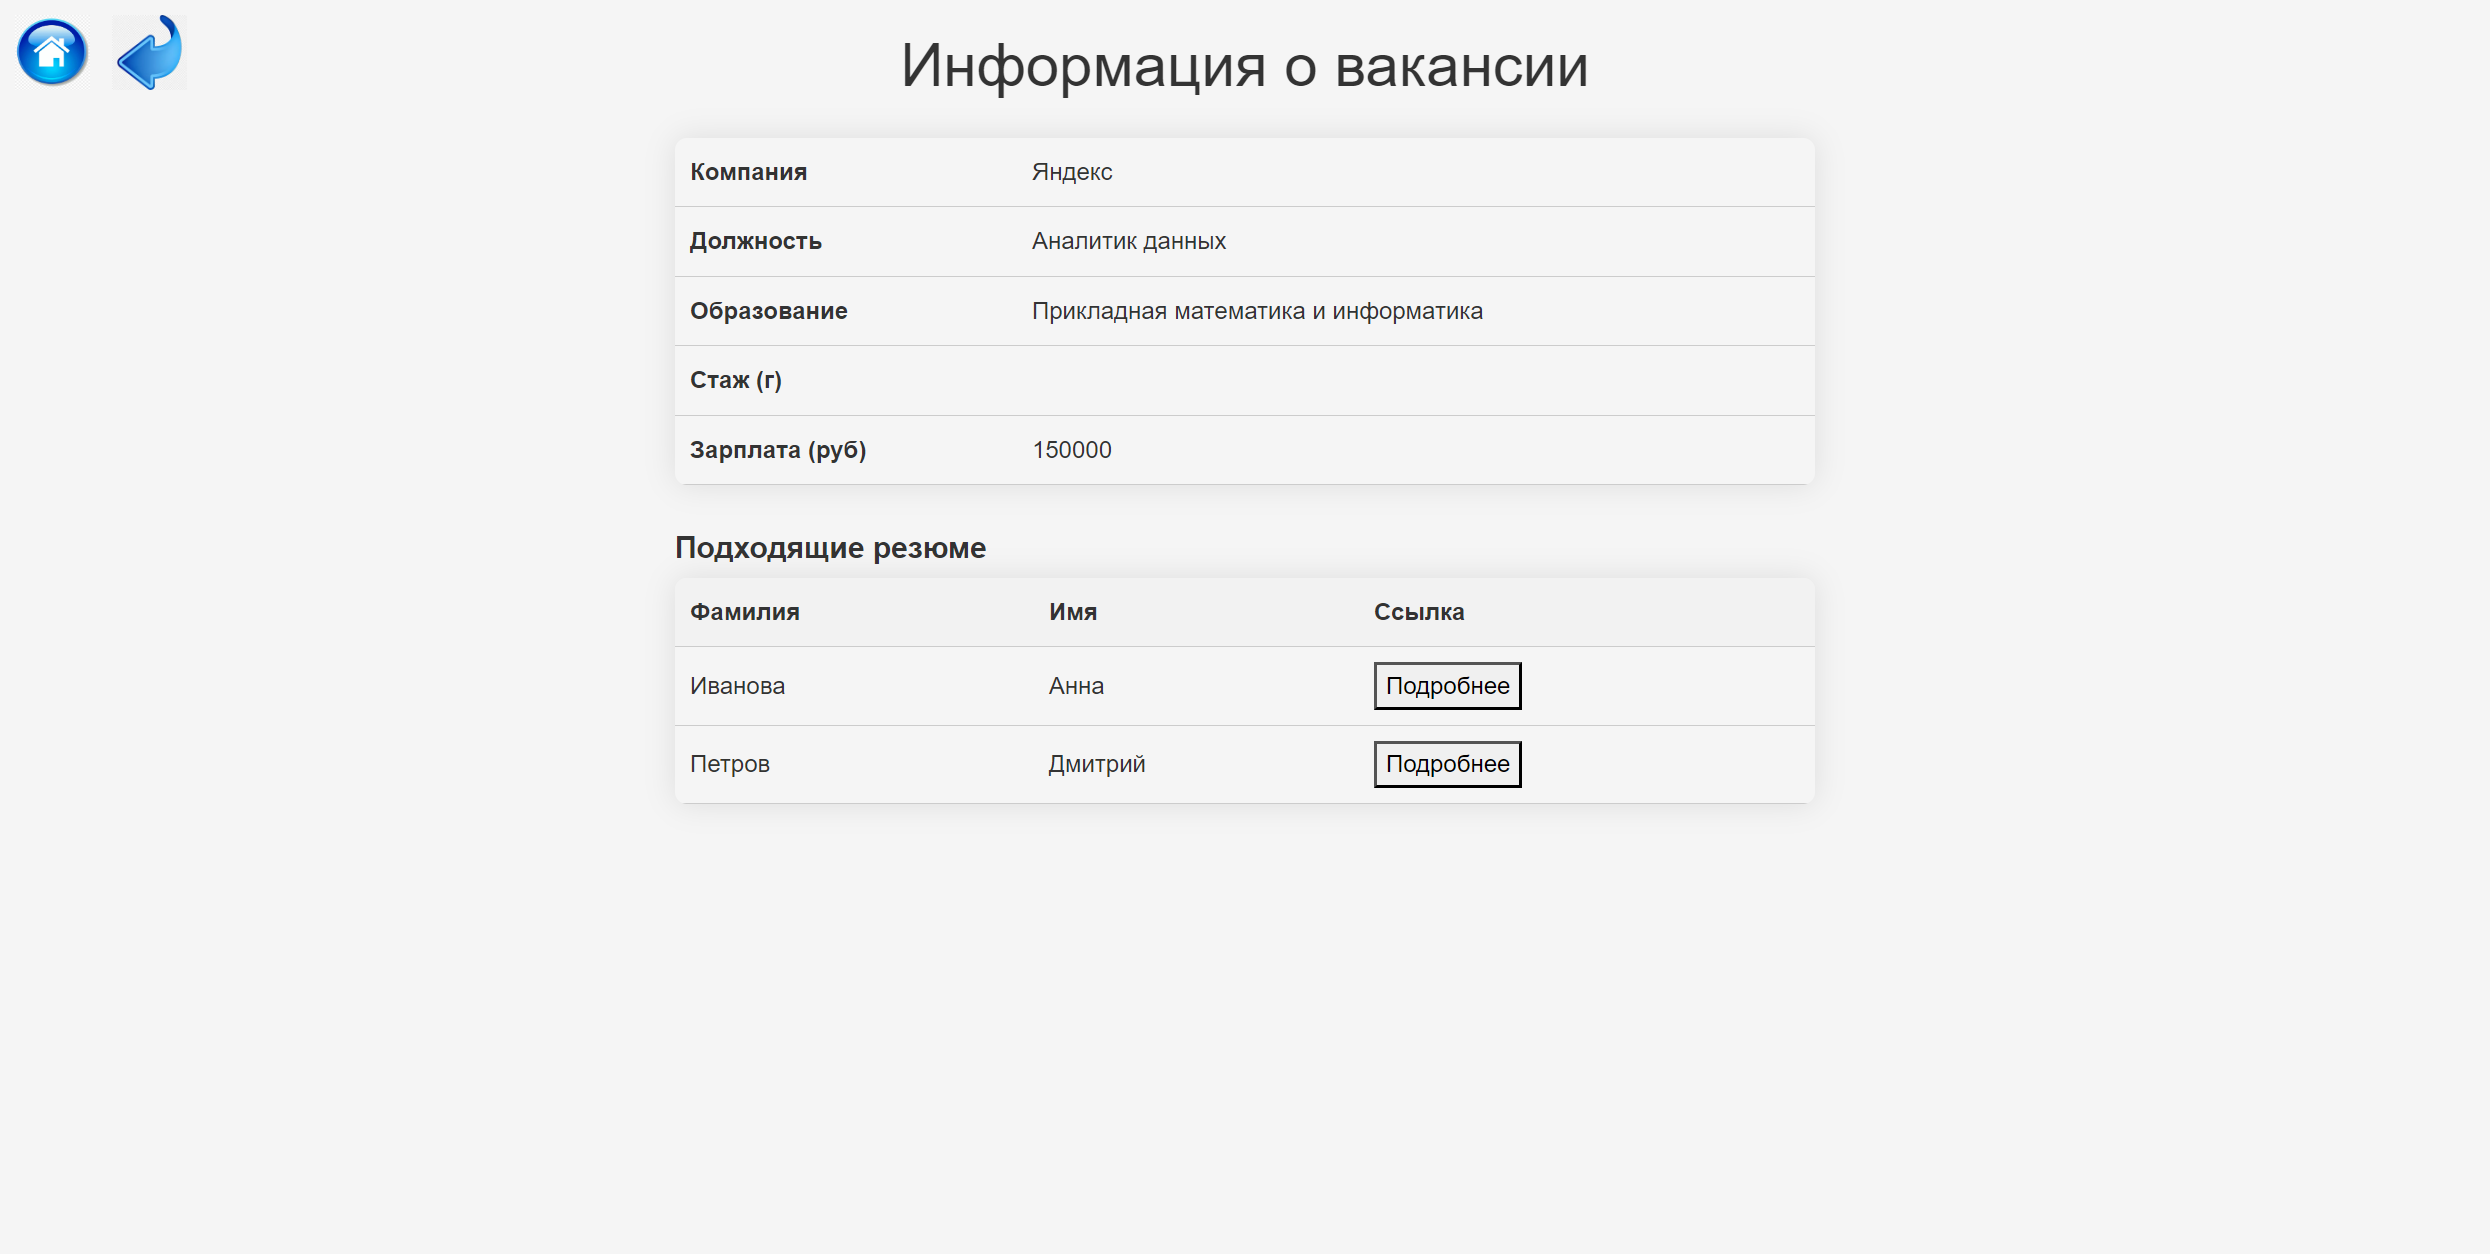 Информация о вакансии
Компания Яндекс
Должность Аналитик данных
Образование Прикладная математика и информатика
Стаж (г)
Зарплата (руб) 150000
Подходящие резюме
Фамилия Имя Ссылка
Иванова Анна Подробнее
Петров Дмитрий Подробнее